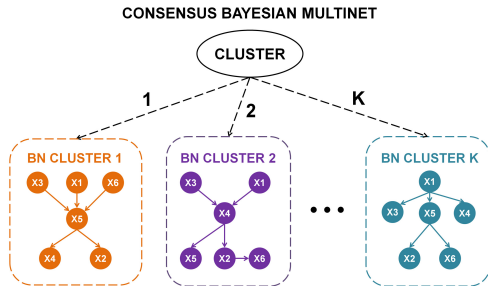 CONSENSUS BAYESIAN MULTINET
CLUSTER
1 2 K
BN CLUSTER 1
X3 X1 X6
X5
X4 X2
BN CLUSTER 2
X3 X1
X4
X5 X2 X6
BN CLUSTER K
X1
X3 X5 X4
X2 X6